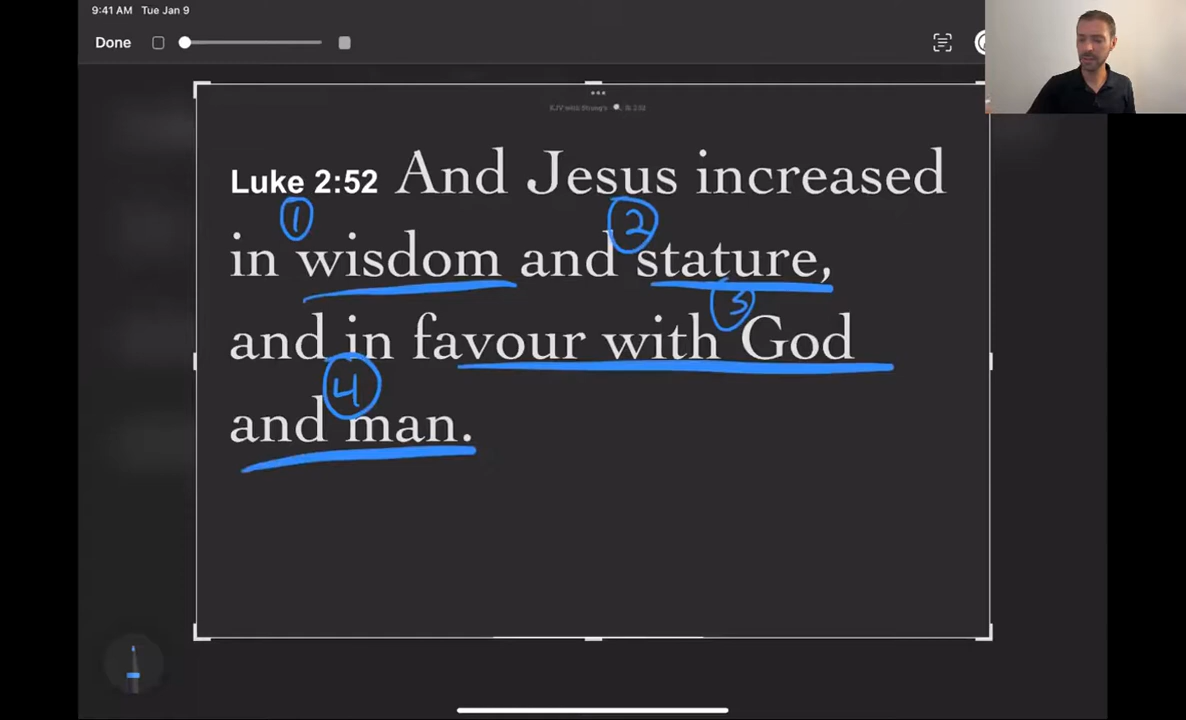 9:41 AM Tue Jan 9
Done
Luke 2:52 And Jesus increased
1 2
in wisdom and stature,
3
and in favour with God
4
and man.